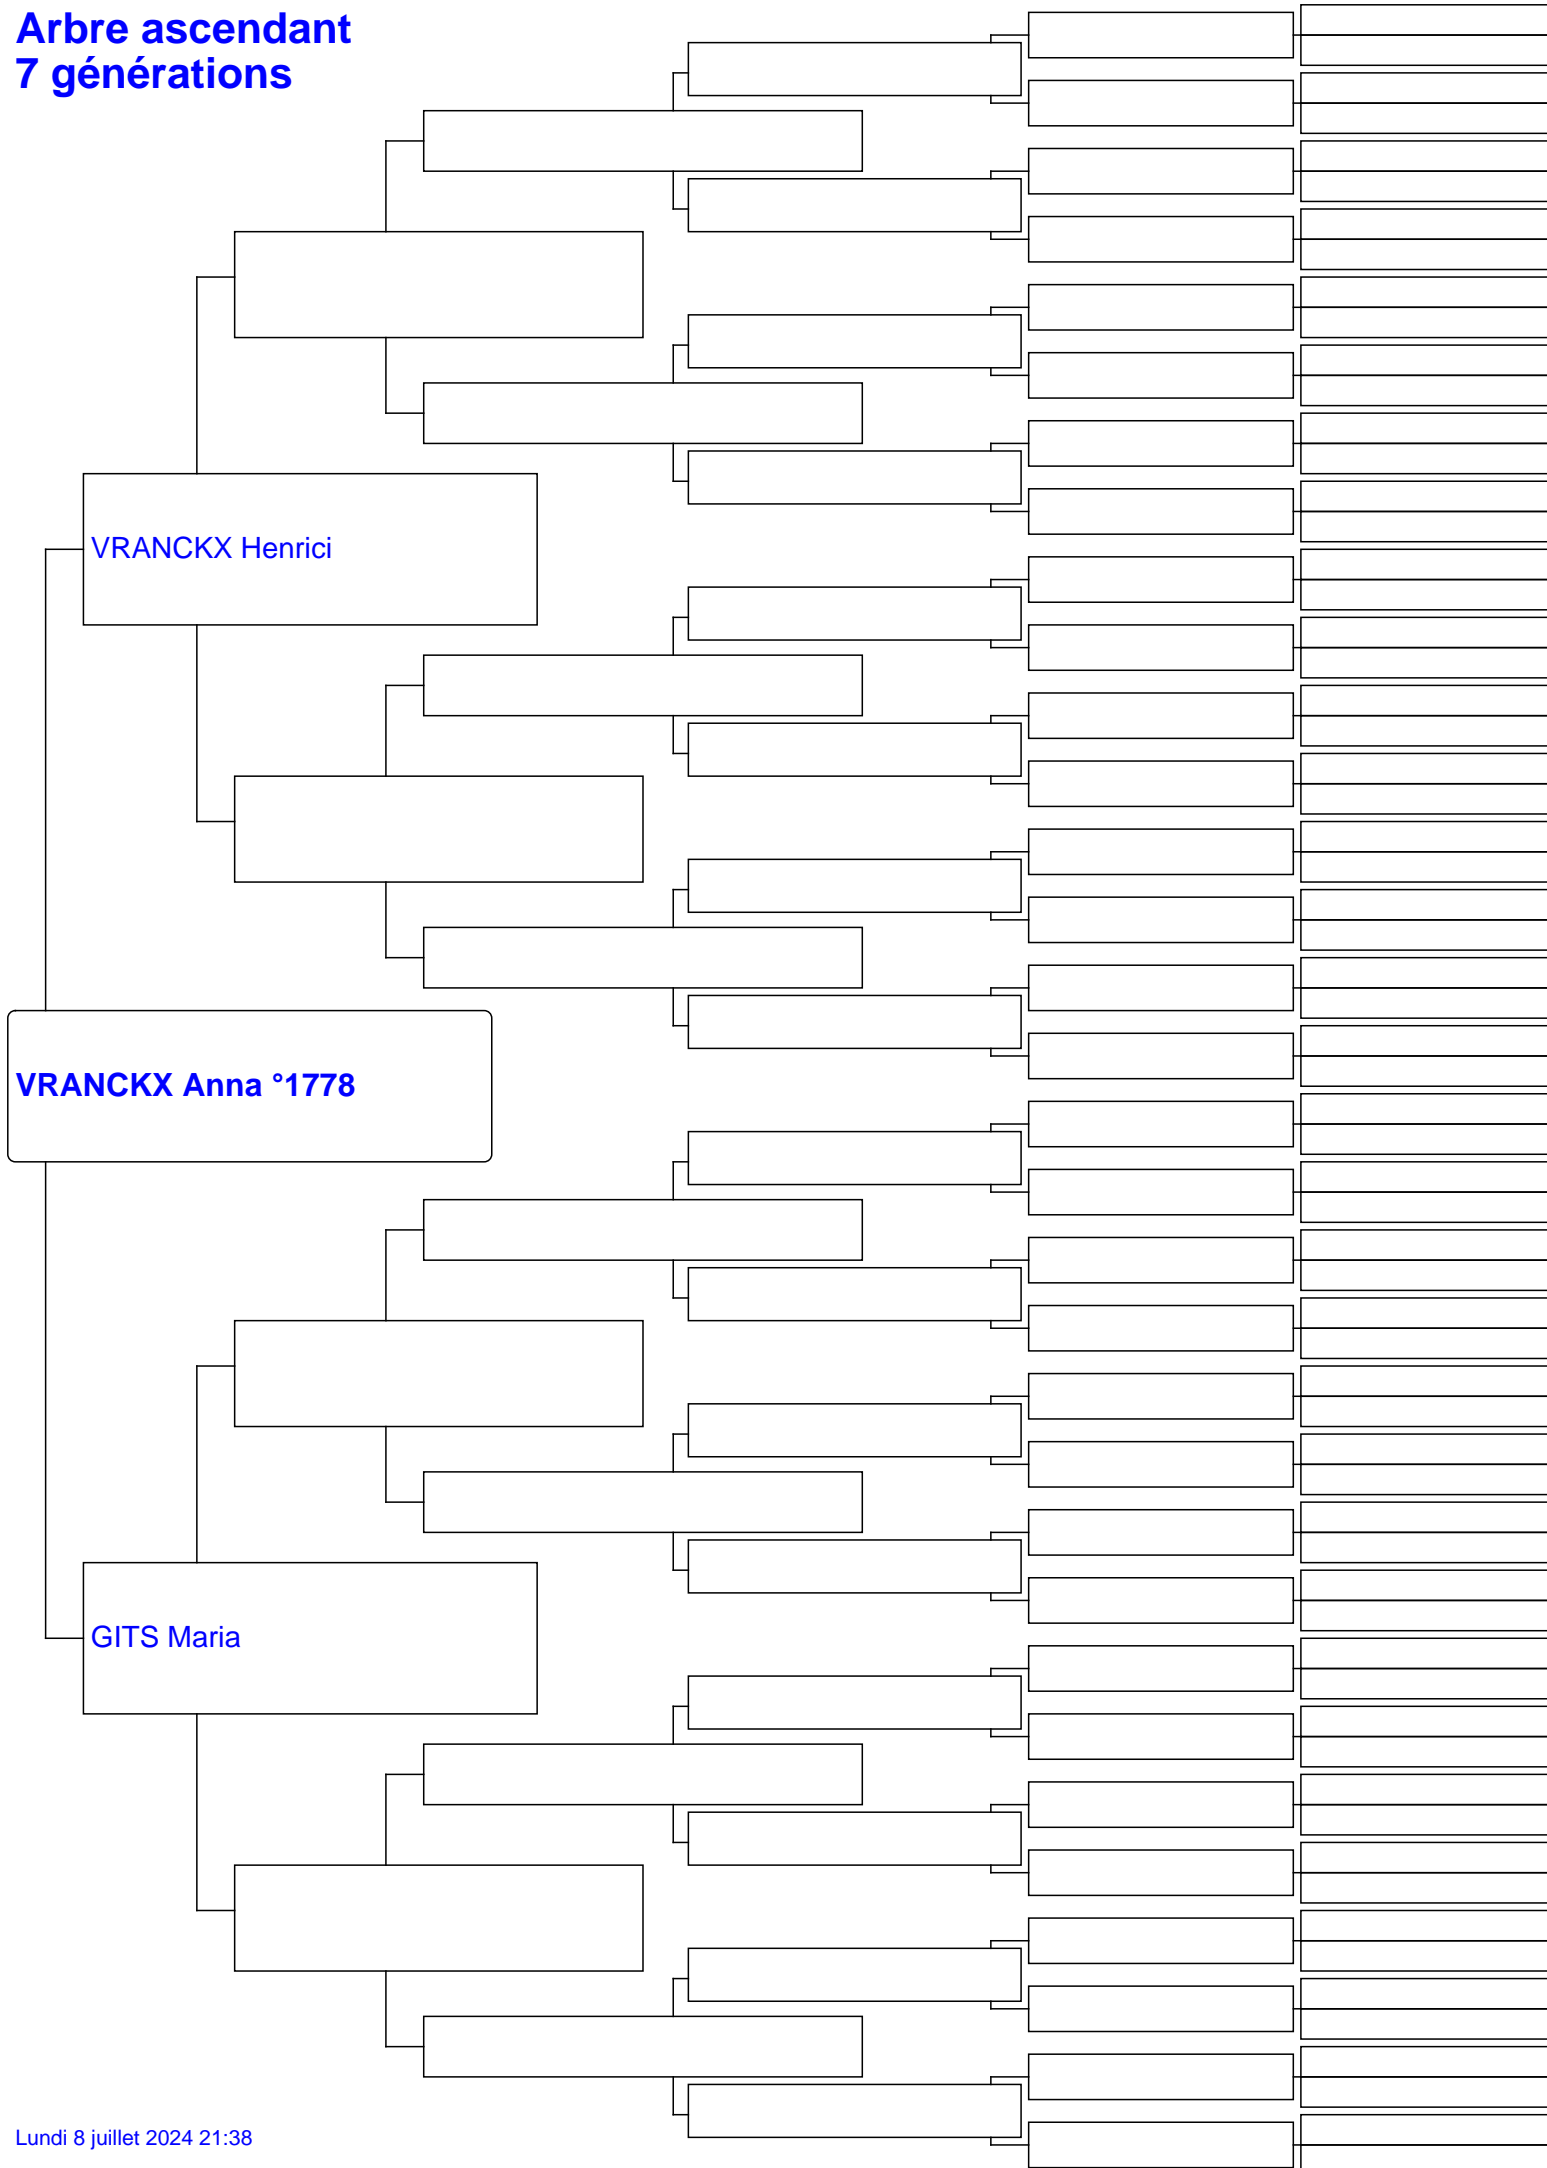 Arbre ascendant
7 générations
VRANCKX Henrici
VRANCKX Anna °1778
GITS Maria
Lundi 8 juillet 2024 21:38